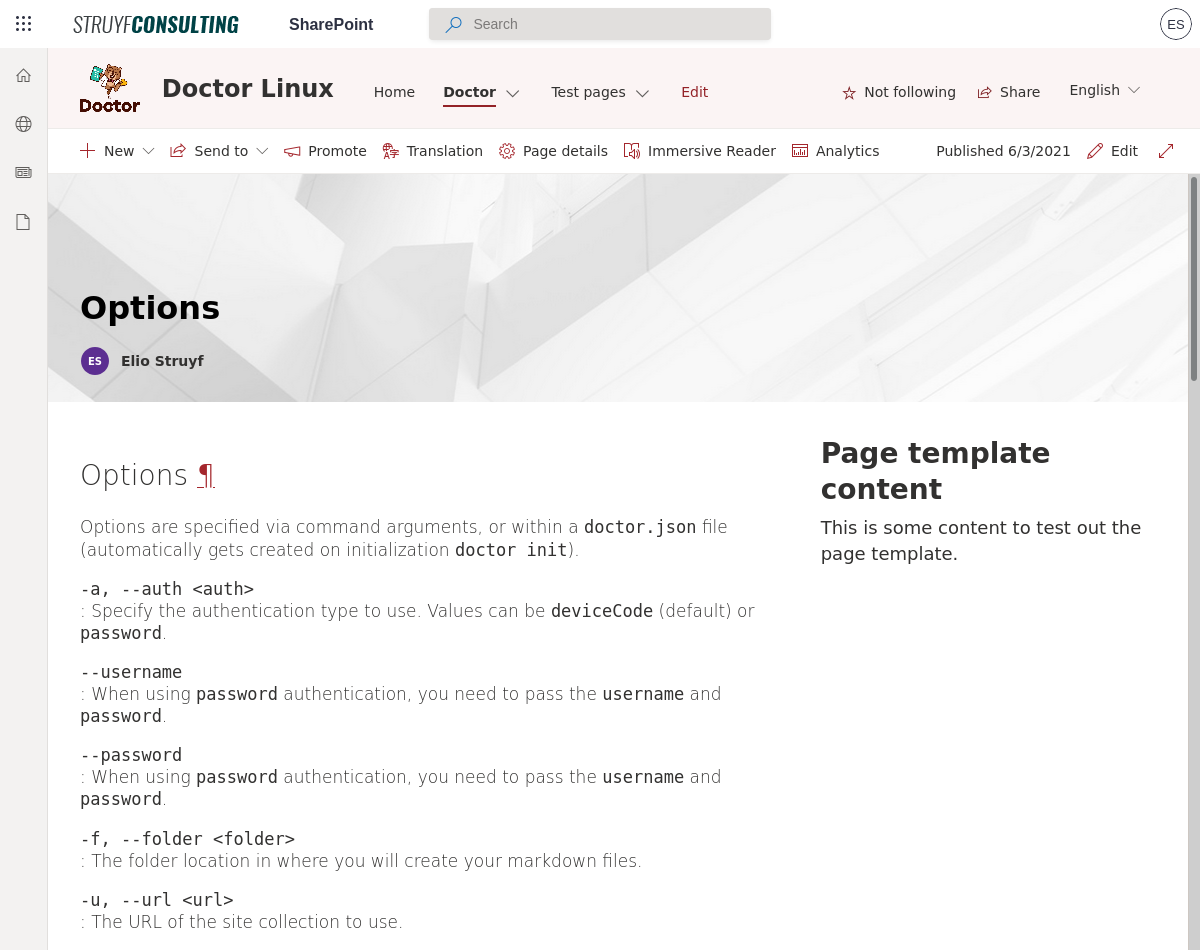 STRUYFCONSULTING SharePoint Search ES
Doctor
Doctor Linux Home Doctor Test pages Edit Not following Share English
New Send to Promote Translation Page details Immersive Reader Analytics Published 6/3/2021 Edit
Options
ES Elio Struyf
Options ¶
Options are specified via command arguments, or within a doctor.json file
(automatically gets created on initialization doctor init).
-a, --auth <auth>
: Specify the authentication type to use. Values can be deviceCode (default) or
password.
--username
: When using password authentication, you need to pass the username and
password.
--password
: When using password authentication, you need to pass the username and
password.
-f, --folder <folder>
: The folder location in where you will create your markdown files.
-u, --url <url>
: The URL of the site collection to use.
Page template
content
This is some content to test out the
page template.